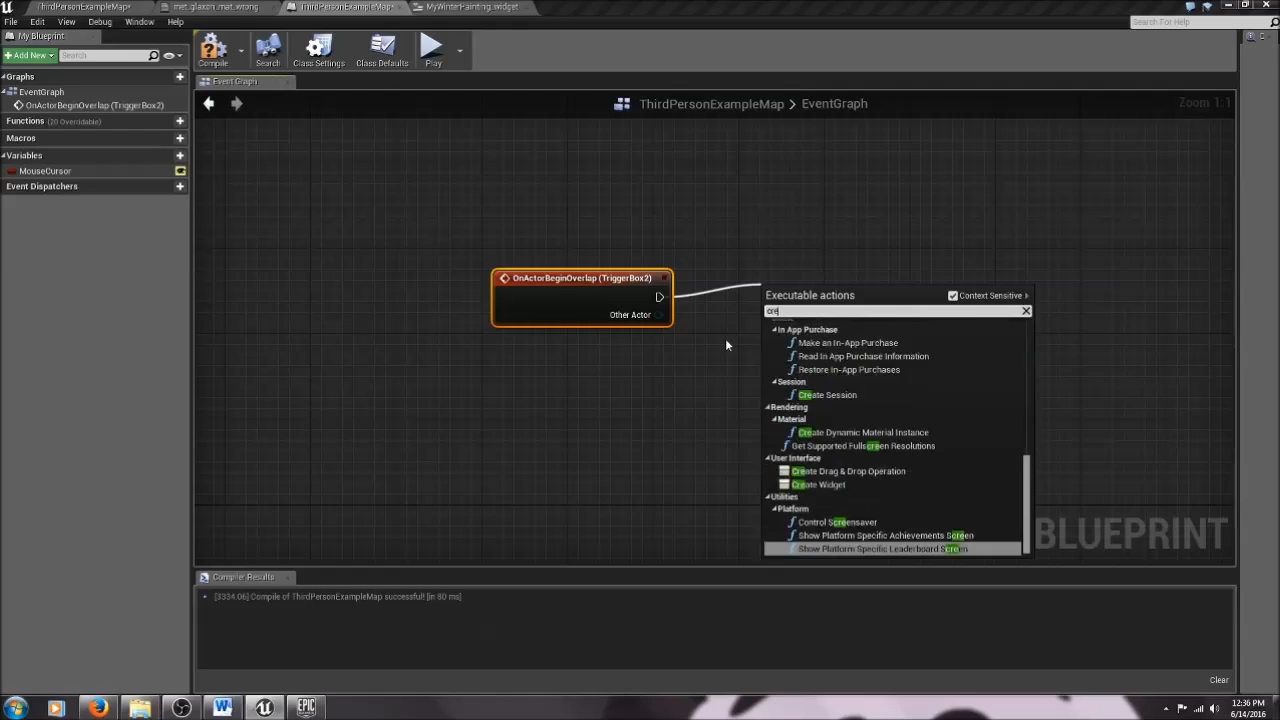 ThirdPersonExampleMap*
met.glaxon.mat.wrong
ThirdPersonExampleMap*
MyWinterPainting.widget
File Edit View Debug Window Help
Search For Help
My Blueprint
Add New
Search
Compile
Search
Class Settings
Class Defaults
Play
Graphs
EventGraph
OnActorBeginOverlap (TriggerBox2)
Functions (20 Overridable)
Macros
Variables
MouseCursor
Event Dispatchers
Event Graph
ThirdPersonExampleMap > EventGraph
Zoom 1:1
OnActorBeginOverlap (TriggerBox2)
Other Actor
Executable actions
Context Sensitive
cre
In App Purchase
Make an In-App Purchase
Read In App Purchase Information
Restore In-App Purchases
Session
Create Session
Rendering
Material
Create Dynamic Material Instance
Get Supported Fullscreen Resolutions
User Interface
Create Drag & Drop Operation
Create Widget
Utilities
Platform
Control Screensaver
Show Platform Specific Achievements Screen
Show Platform Specific Leaderboard Screen
BLUEPRINT
Compiler Results
[3334.06] Compile of ThirdPersonExampleMap successful! [in 80 ms]
Clear
EPIC
12:36 PM
6/14/2016